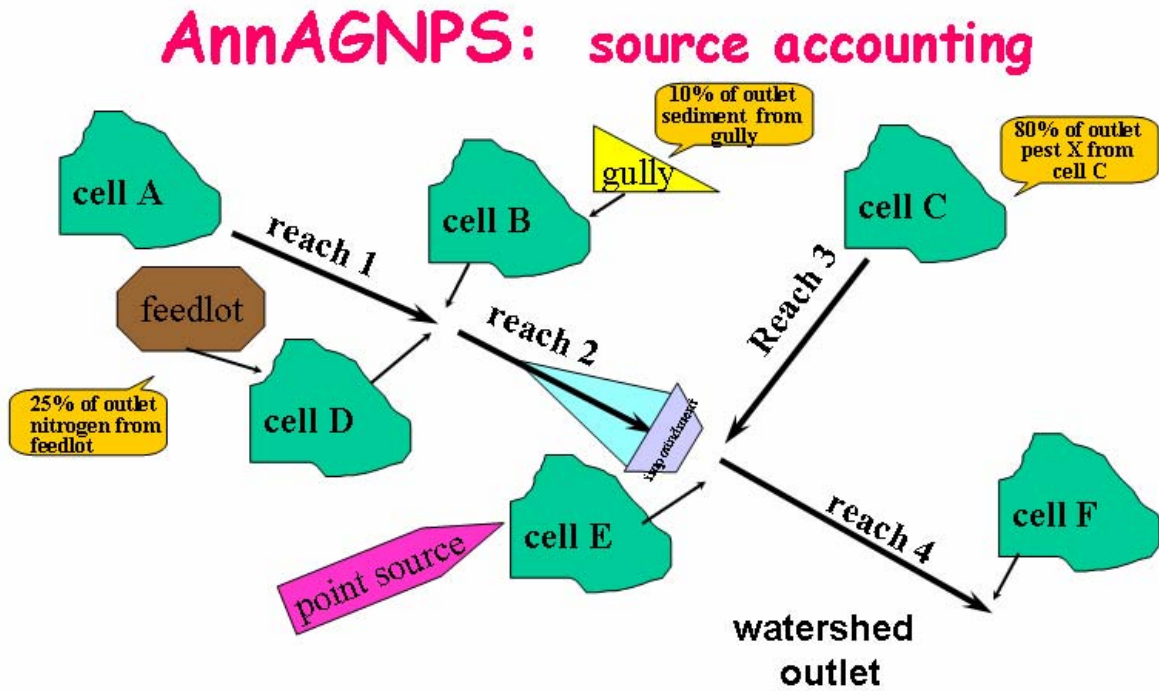 AnnAGNPS: source accounting
10% of outlet
sediment from
gully
80% of outlet
pest X from
cell C
cell A
cell B
gully
cell C
reach 1
Reach 3
feedlot
reach 2
25% of outlet
nitrogen from
feedlot
cell D
impoundment
cell E
point source
reach 4
cell F
watershed
outlet